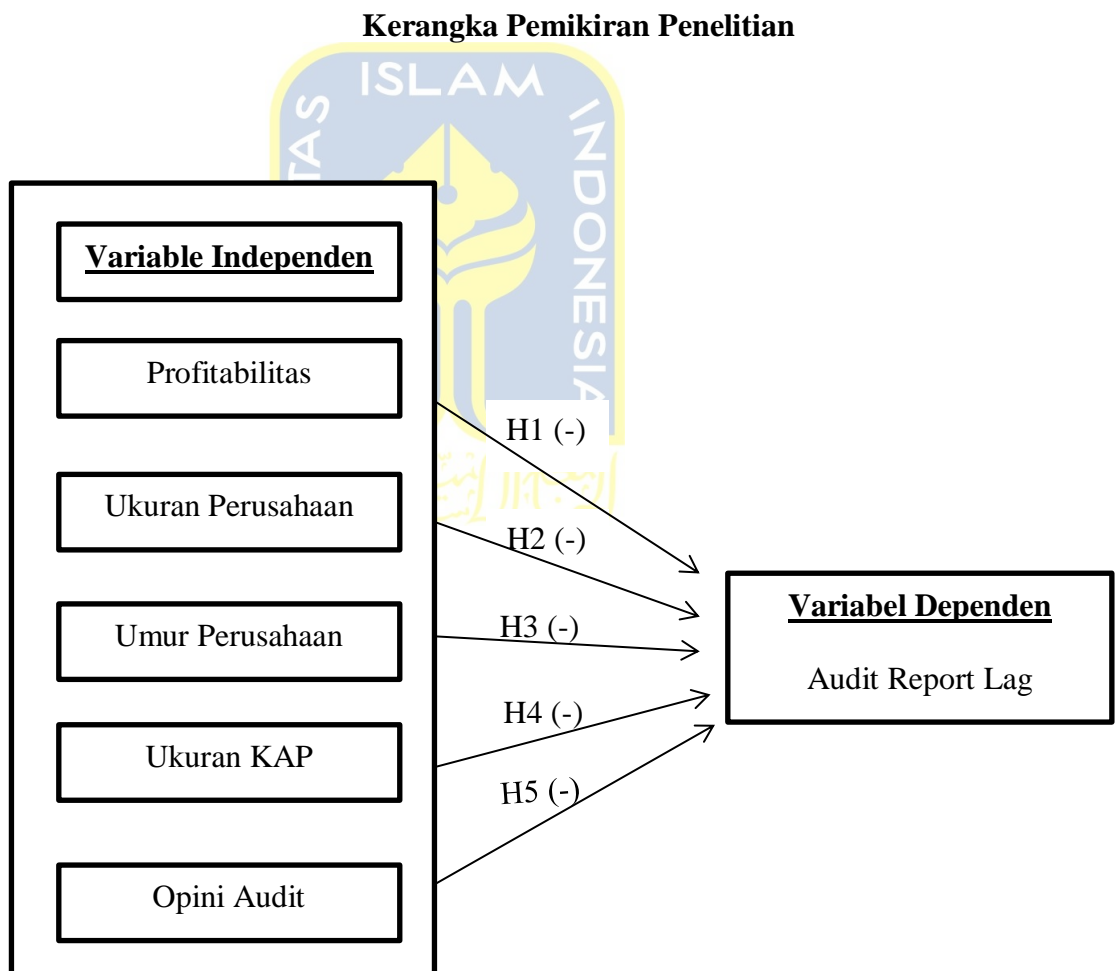 Kerangka Pemikiran Penelitian
ISLAM
INDONESIA
Variable Independen
Profitabilitas
Ukuran Perusahaan
Umur Perusahaan
Ukuran KAP
Opini Audit
H1 (-)
H2 (-)
H3 (-)
H4 (-)
H5 (-)
Variabel Dependen
Audit Report Lag